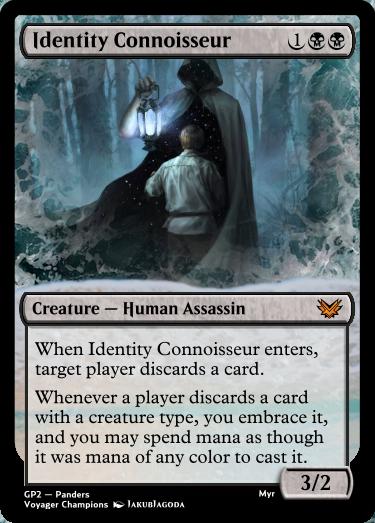 Identity Connoisseur 1
Creature — Human Assassin
When Identity Connoisseur enters,
target player discards a card.
Whenever a player discards a card
with a creature type, you embrace it,
and you may spend mana as though
it was mana of any color to cast it.
3/2
GP2 — Panders Myr
Voyager Champions JakubJagoda